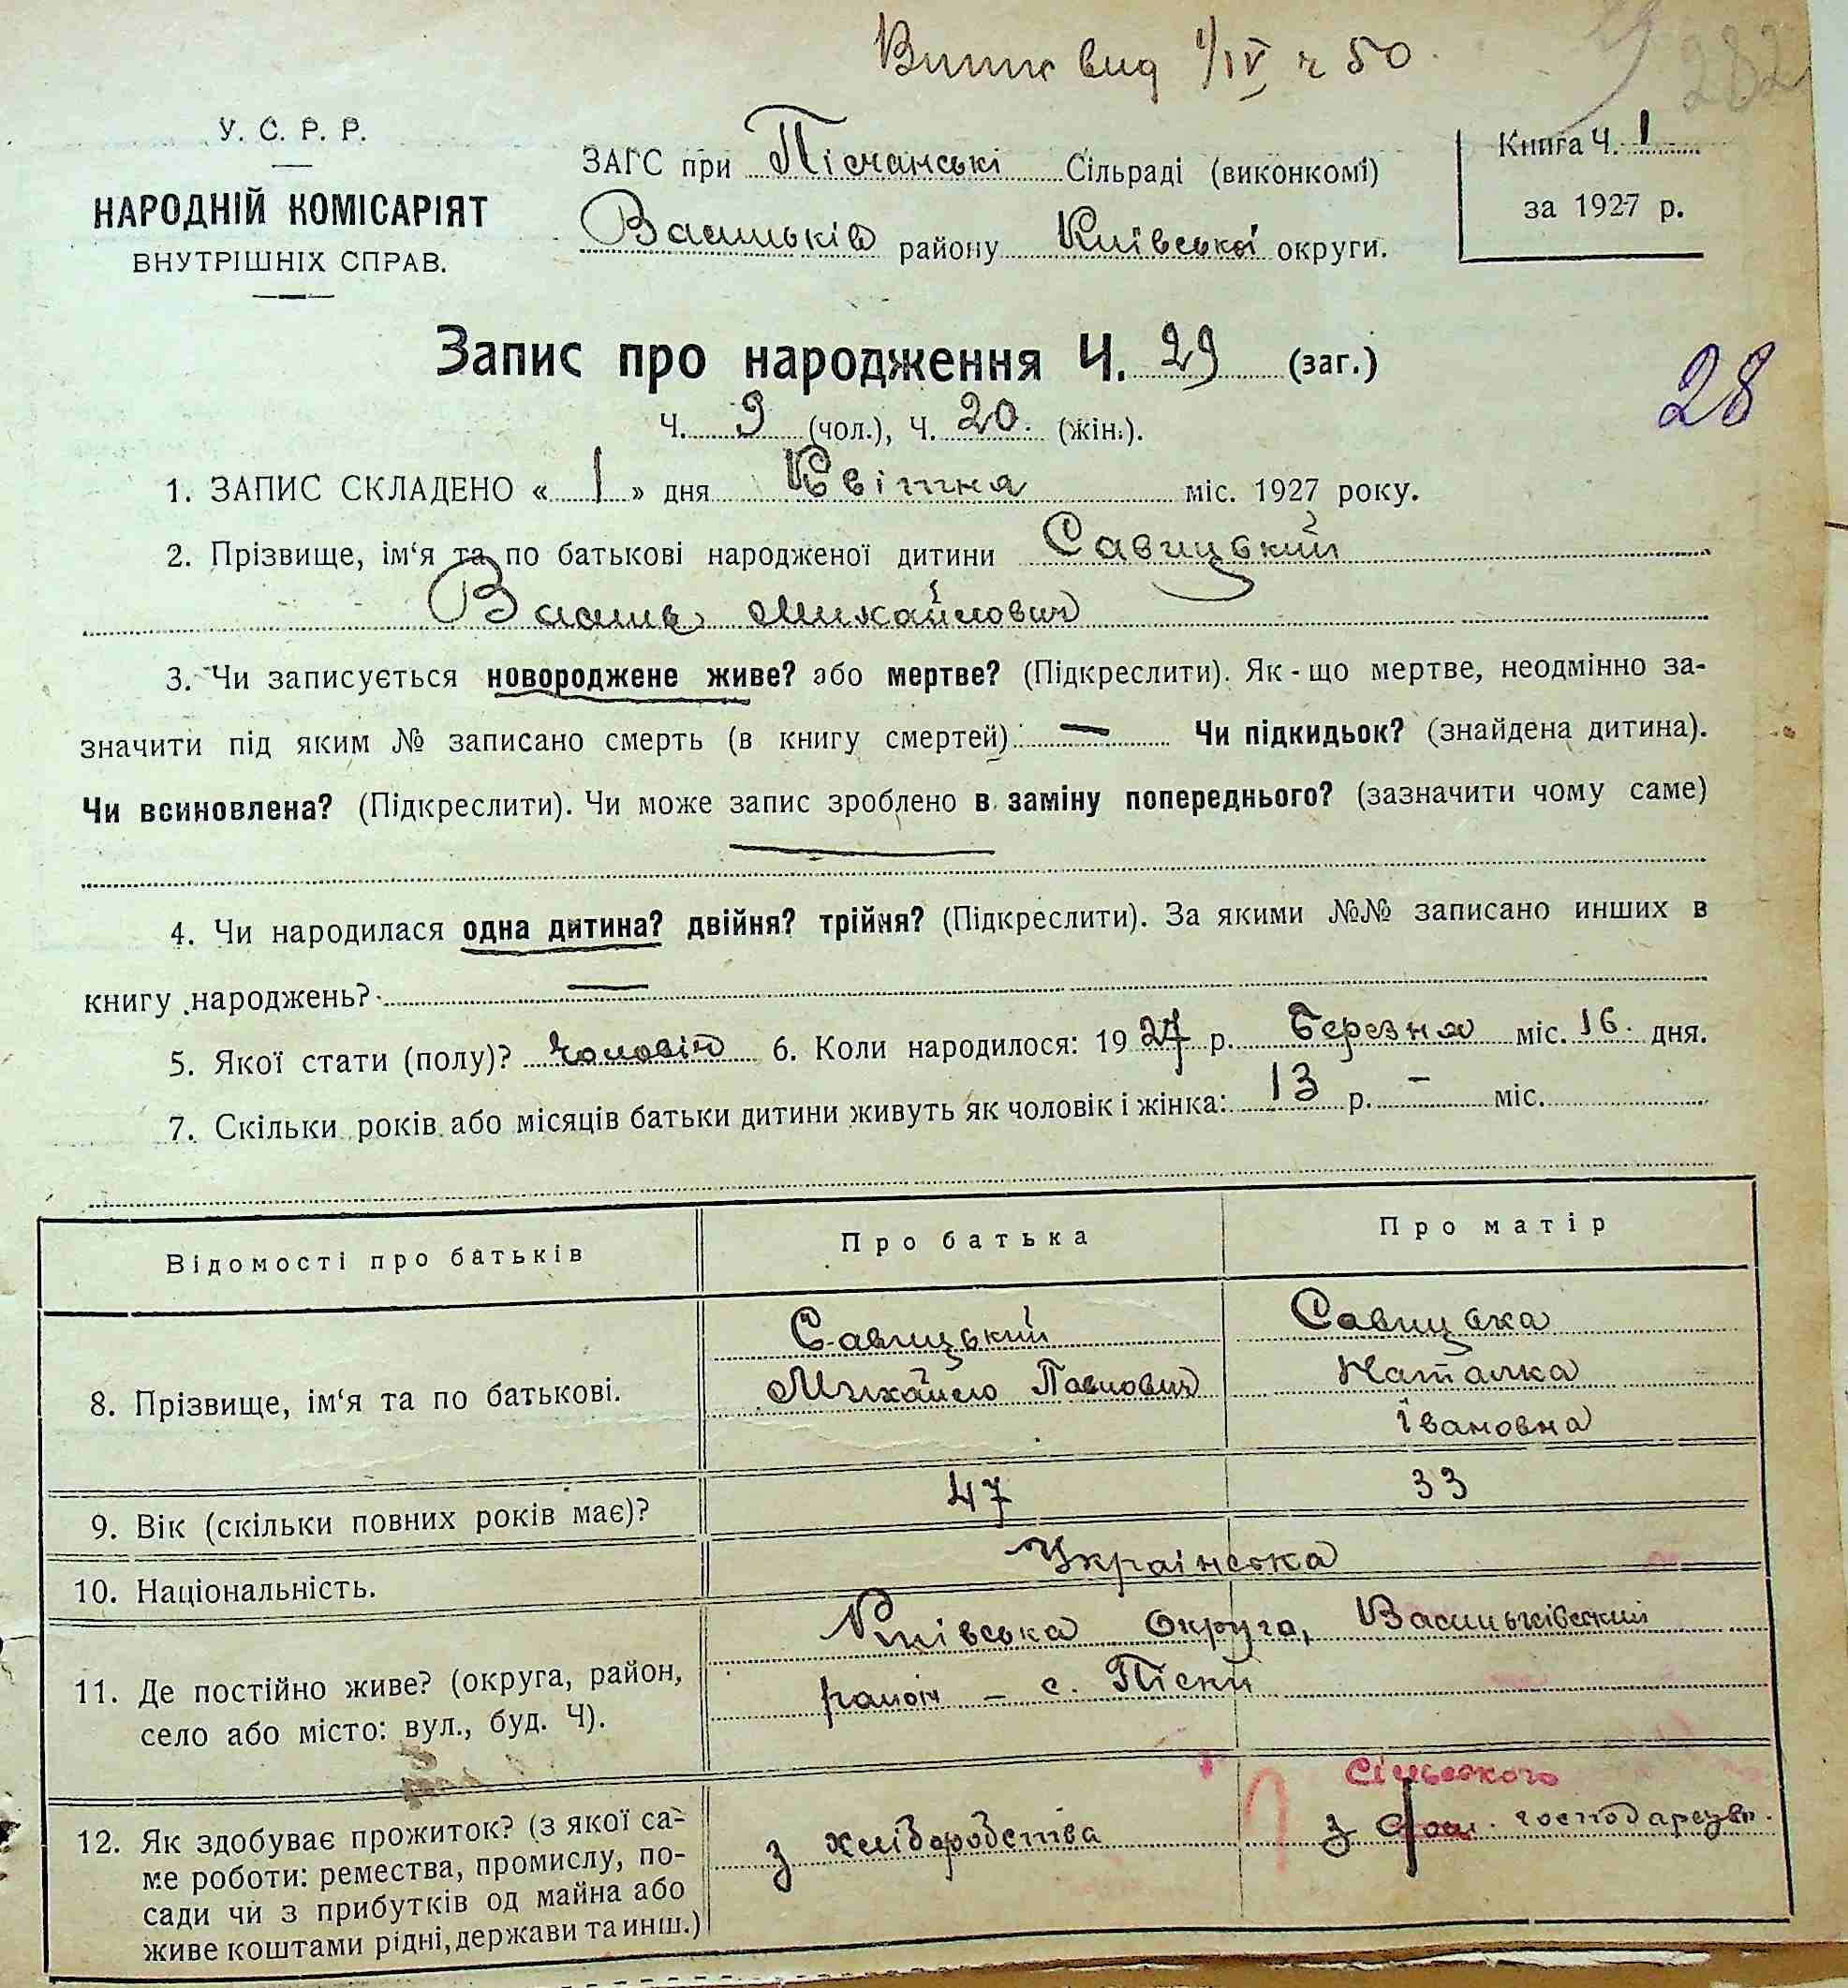 Випис вид 1/IV ч 50.
282
У. С. Р. Р.
НАРОДНІЙ КОМІСАРІЯТ
ВНУТРІШНІХ СПРАВ.
ЗАГС при Пісчанські Сільраді (виконкомі)
Васильків району Київської округи.
Книга Ч. 1
за 1927 р.
Запис про народження Ч. 29 (заг.)
28
Ч. 9 (чол.), Ч. 20. (жін.).
1. ЗАПИС СКЛАДЕНО « 1 » дня Квітня міс. 1927 року.
2. Прізвище, ім‘я та по батькові народженої дитини Савицький
Василь Михайлович
3. Чи записується новороджене живе? або мертве? (Підкреслити). Як - що мертве, неодмінно за-
значити під яким № записано смерть (в книгу смертей) — Чи підкидьок? (знайдена дитина).
Чи всиновлена? (Підкреслити). Чи може запис зроблено в заміну попереднього? (зазначити чому саме)
—
4. Чи народилася одна дитина? двійня? трійня? (Підкреслити). За якими №№ записано инших в
книгу народжень? —
5. Якої стати (полу)? чоловіч 6. Коли народилося: 1927 р. Березня міс. 16. дня.
7. Скільки років або місяців батьки дитини живуть як чоловік і жінка: 13 р. – міс.
Відомості про батьків Про батька Про матір
8. Прізвище, ім‘я та по батькові.
Савицький
Михайло Павлович
Савицька
Наталка
Івановна
9. Вік (скільки повних років має)? 47 33
10. Національність. Українська
11. Де постійно живе? (округа, район,
село або місто: вул., буд. Ч).
Київська Округа, Васильківський
район – с. Піски
12. Як здобуває прожиток? (з якої са-
ме роботи: ремества, промислу, по-
сади чи з прибутків од майна або
живе коштами рідні, держави та инш.)
з хліборобства
сільського
з господарств.